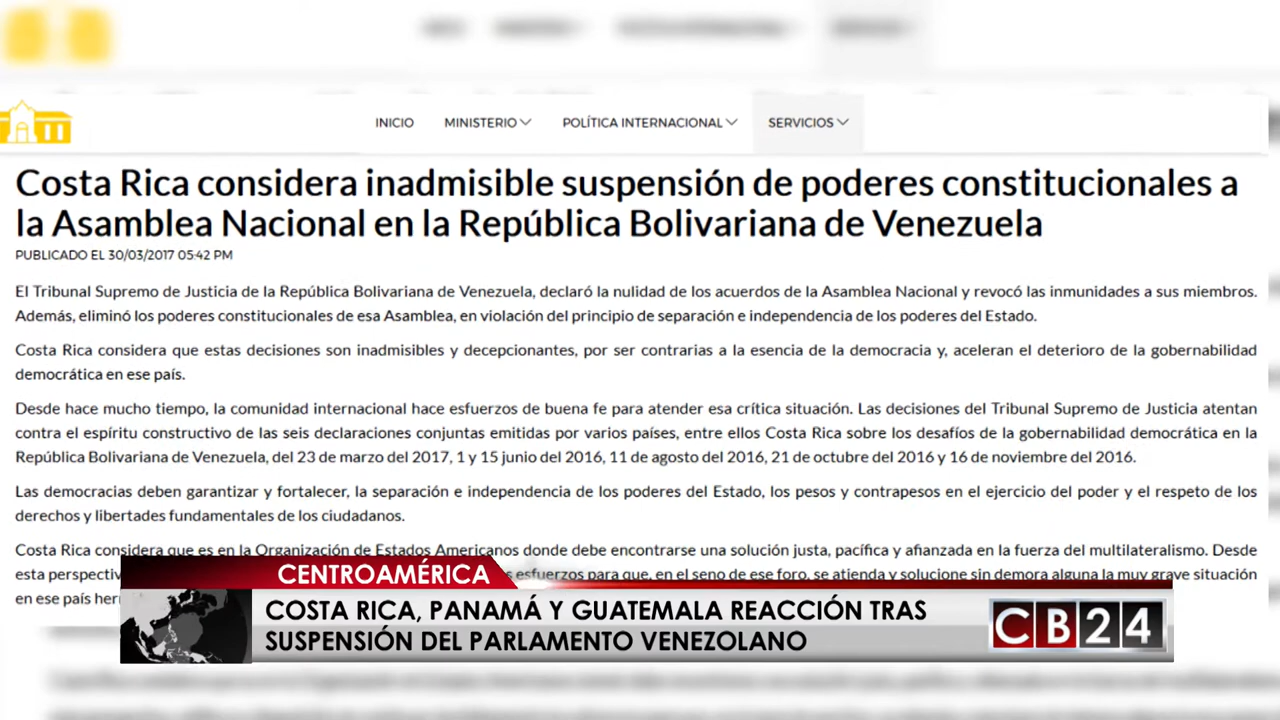 INICIO MINISTERIO POLÍTICA INTERNACIONAL SERVICIOS
Costa Rica considera inadmisible suspensión de poderes constitucionales a
la Asamblea Nacional en la República Bolivariana de Venezuela
PUBLICADO EL 30/03/2017 05:42 PM
El Tribunal Supremo de Justicia de la República Bolivariana de Venezuela, declaró la nulidad de los acuerdos de la Asamblea Nacional y revocó las inmunidades a sus miembros.
Además, eliminó los poderes constitucionales de esa Asamblea, en violación del principio de separación e independencia de los poderes del Estado.
Costa Rica considera que estas decisiones son inadmisibles y decepcionantes, por ser contrarias a la esencia de la democracia y, aceleran el deterioro de la gobernabilidad
democrática en ese país.
Desde hace mucho tiempo, la comunidad internacional hace esfuerzos de buena fe para atender esa crítica situación. Las decisiones del Tribunal Supremo de Justicia atentan
contra el espíritu constructivo de las seis declaraciones conjuntas emitidas por varios países, entre ellos Costa Rica sobre los desafíos de la gobernabilidad democrática en la
República Bolivariana de Venezuela, del 23 de marzo del 2017, 1 y 15 junio del 2016, 11 de agosto del 2016, 21 de octubre del 2016 y 16 de noviembre del 2016.
Las democracias deben garantizar y fortalecer, la separación e independencia de los poderes del Estado, los pesos y contrapesos en el ejercicio del poder y el respeto de los
derechos y libertades fundamentales de los ciudadanos.
Costa Rica considera que es en la Organización de Estados Americanos donde debe encontrarse una solución justa, pacífica y afianzada en la fuerza del multilateralismo. Desde
esta esfuerzos para que, en el seno de ese foro, se atienda y solucione sin demora alguna la muy grave situación
en ese país
CENTROAMÉRICA
COSTA RICA, PANAMÁ Y GUATEMALA REACCIÓN TRAS
SUSPENSIÓN DEL PARLAMENTO VENEZOLANO
CB24